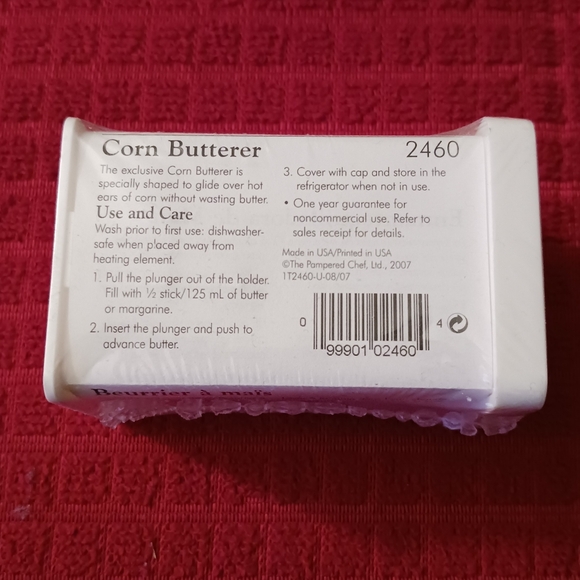 Corn Butterer 2460
The exclusive Corn Butterer is
specially shaped to glide over hot
ears of corn without wasting butter.
Use and Care
Wash prior to first use: dishwasher-
safe when placed away from
heating element.
1. Pull the plunger out of the holder.
Fill with ½ stick/125 mL of butter
or margarine.
2. Insert the plunger and push to
advance butter.
3. Cover with cap and store in the
refrigerator when not in use.
• One year guarantee for
noncommercial use. Refer to
sales receipt for details.
Made in USA/Printed in USA
©The Pampered Chef, Ltd., 2007
1T2460-U-08/07
0 99901 02460 4
Beurrier à maïs